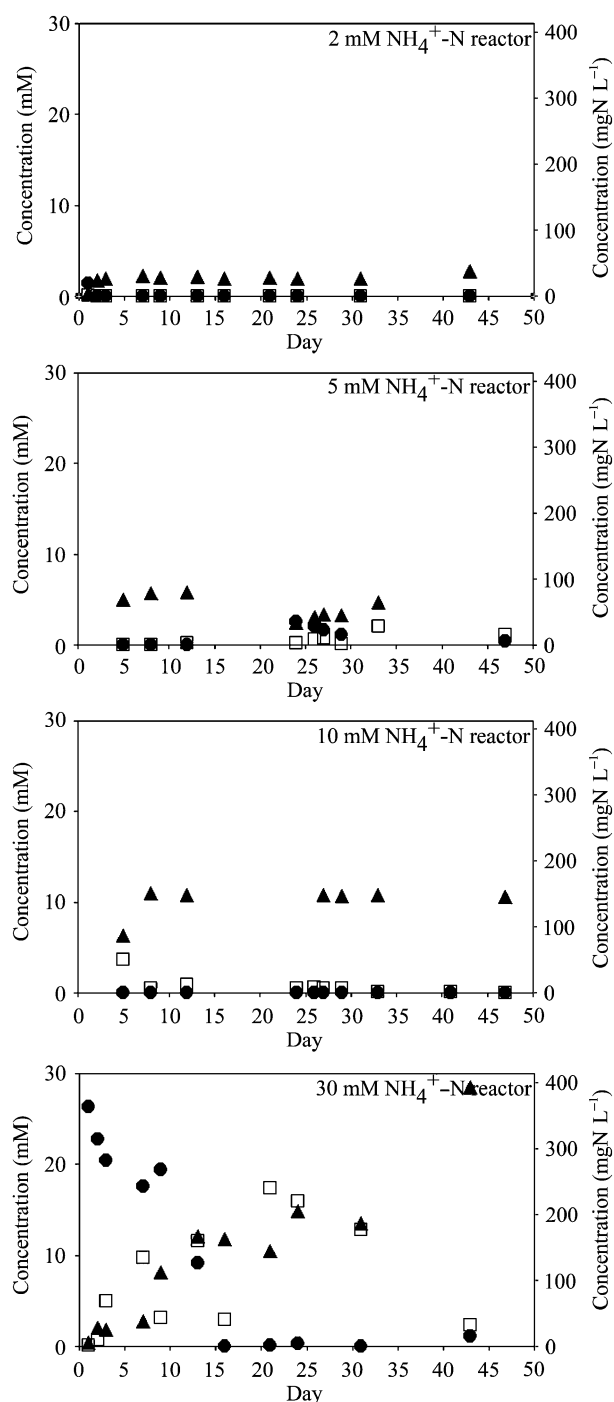 2 mM NH₄⁺-N reactor
Concentration (mM)
Concentration (mgN L⁻¹)
30
20
10
0
400
300
200
100
0
0 5 10 15 20 25 30 35 40 45 50
Day
5 mM NH₄⁺-N reactor
Concentration (mM)
Concentration (mgN L⁻¹)
30
20
10
0
400
300
200
100
0
0 5 10 15 20 25 30 35 40 45 50
Day
10 mM NH₄⁺-N reactor
Concentration (mM)
Concentration (mgN L⁻¹)
30
20
10
0
400
300
200
100
0
0 5 10 15 20 25 30 35 40 45 50
Day
30 mM NH₄⁺-N reactor
Concentration (mM)
Concentration (mgN L⁻¹)
30
20
10
0
400
300
200
100
0
0 5 10 15 20 25 30 35 40 45 50
Day